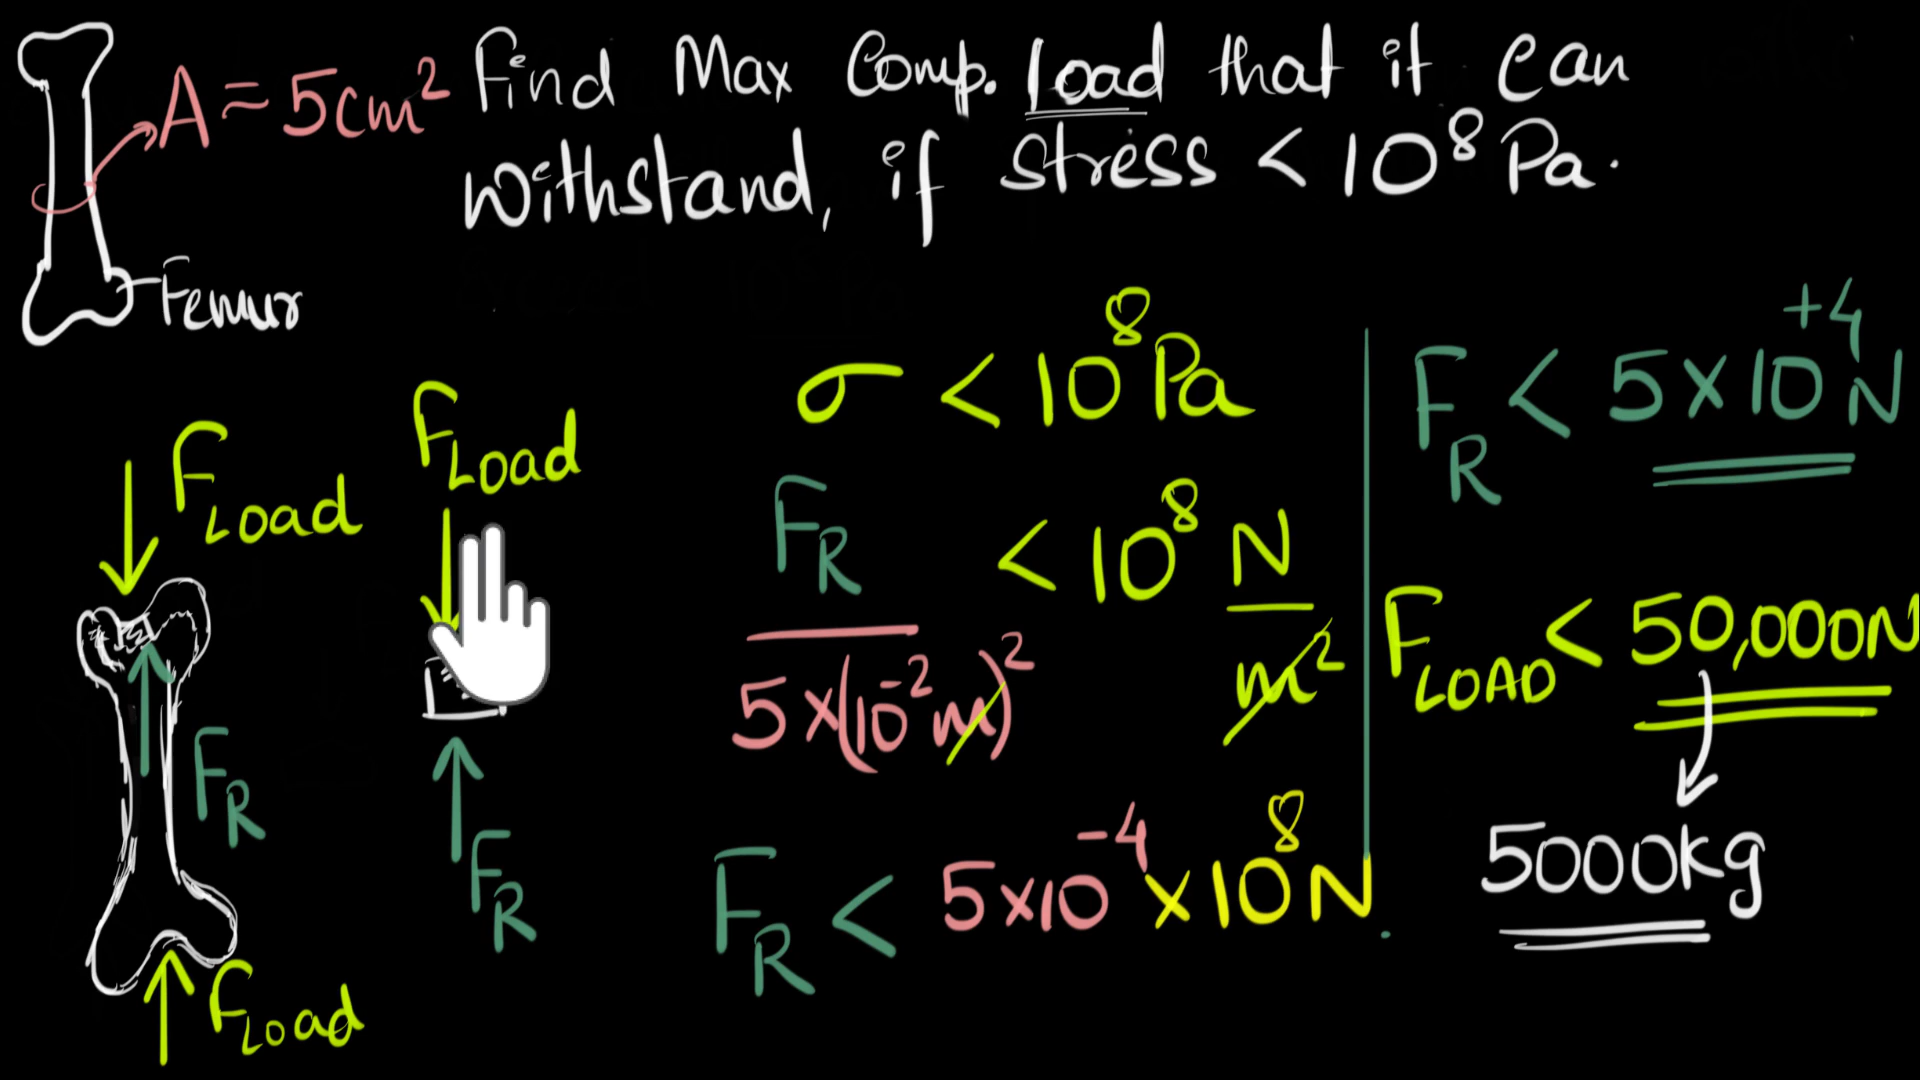 A = 5cm²
Find Max Comp. load that it can
withstand, if stress < 10⁸ Pa.
Femur
F_Load
F_Load
F_R
F_R
F_Load
σ < 10⁸ Pa
F_R / 5×(10⁻²m)² < 10⁸ N / m²
F_R < 5×10⁻⁴ × 10⁸ N
F_R < 5×10⁺⁴ N
F_LOAD < 50,000N
5000kg